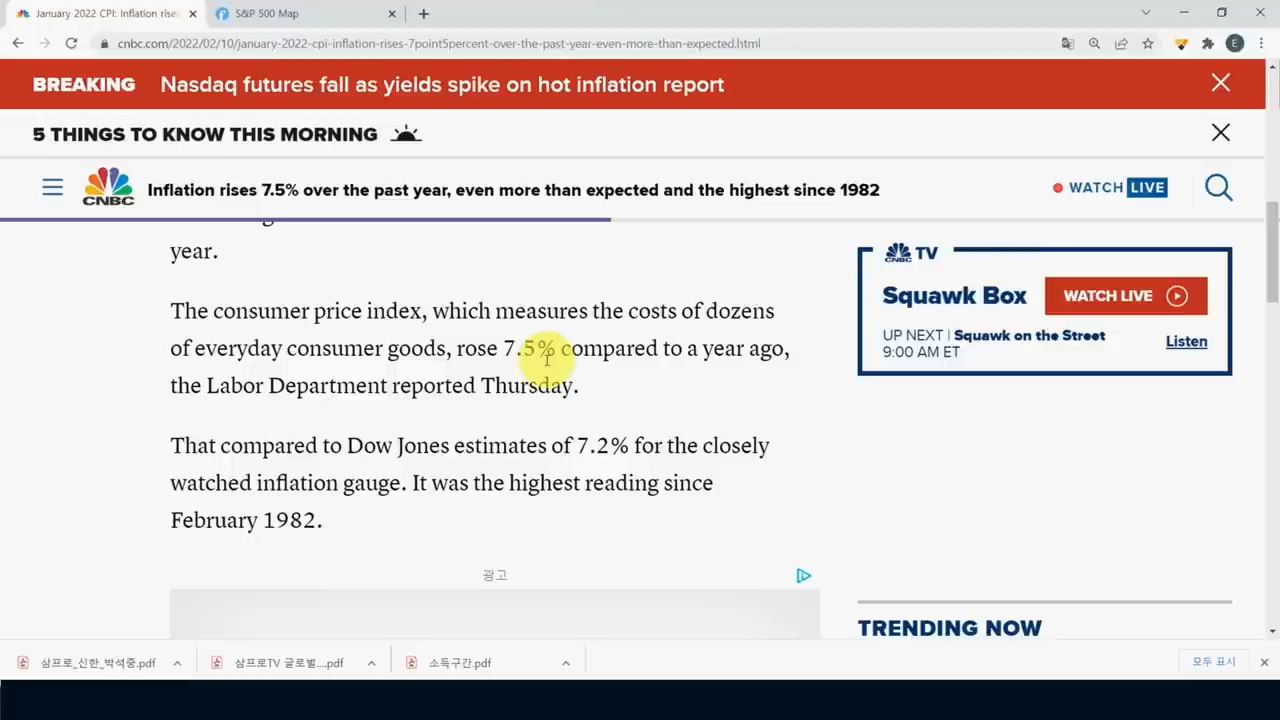 January 2022 CPI: Inflation rise
S&P 500 Map
cnbc.com/2022/02/10/january-2022-cpi-inflation-rises-7point5percent-over-the-past-year-even-more-than-expected.html
E
BREAKING Nasdaq futures fall as yields spike on hot inflation report
5 THINGS TO KNOW THIS MORNING
CNBC
Inflation rises 7.5% over the past year, even more than expected and the highest since 1982
WATCH LIVE
year.
The consumer price index, which measures the costs of dozens
of everyday consumer goods, rose 7.5% compared to a year ago,
the Labor Department reported Thursday.
That compared to Dow Jones estimates of 7.2% for the closely
watched inflation gauge. It was the highest reading since
February 1982.
광고
CNBC TV
Squawk Box
WATCH LIVE
UP NEXT | Squawk on the Street
9:00 AM ET
Listen
TRENDING NOW
삼프로_신한_박석중.pdf
삼프로TV 글로벌....pdf
소득구간.pdf
모두 표시